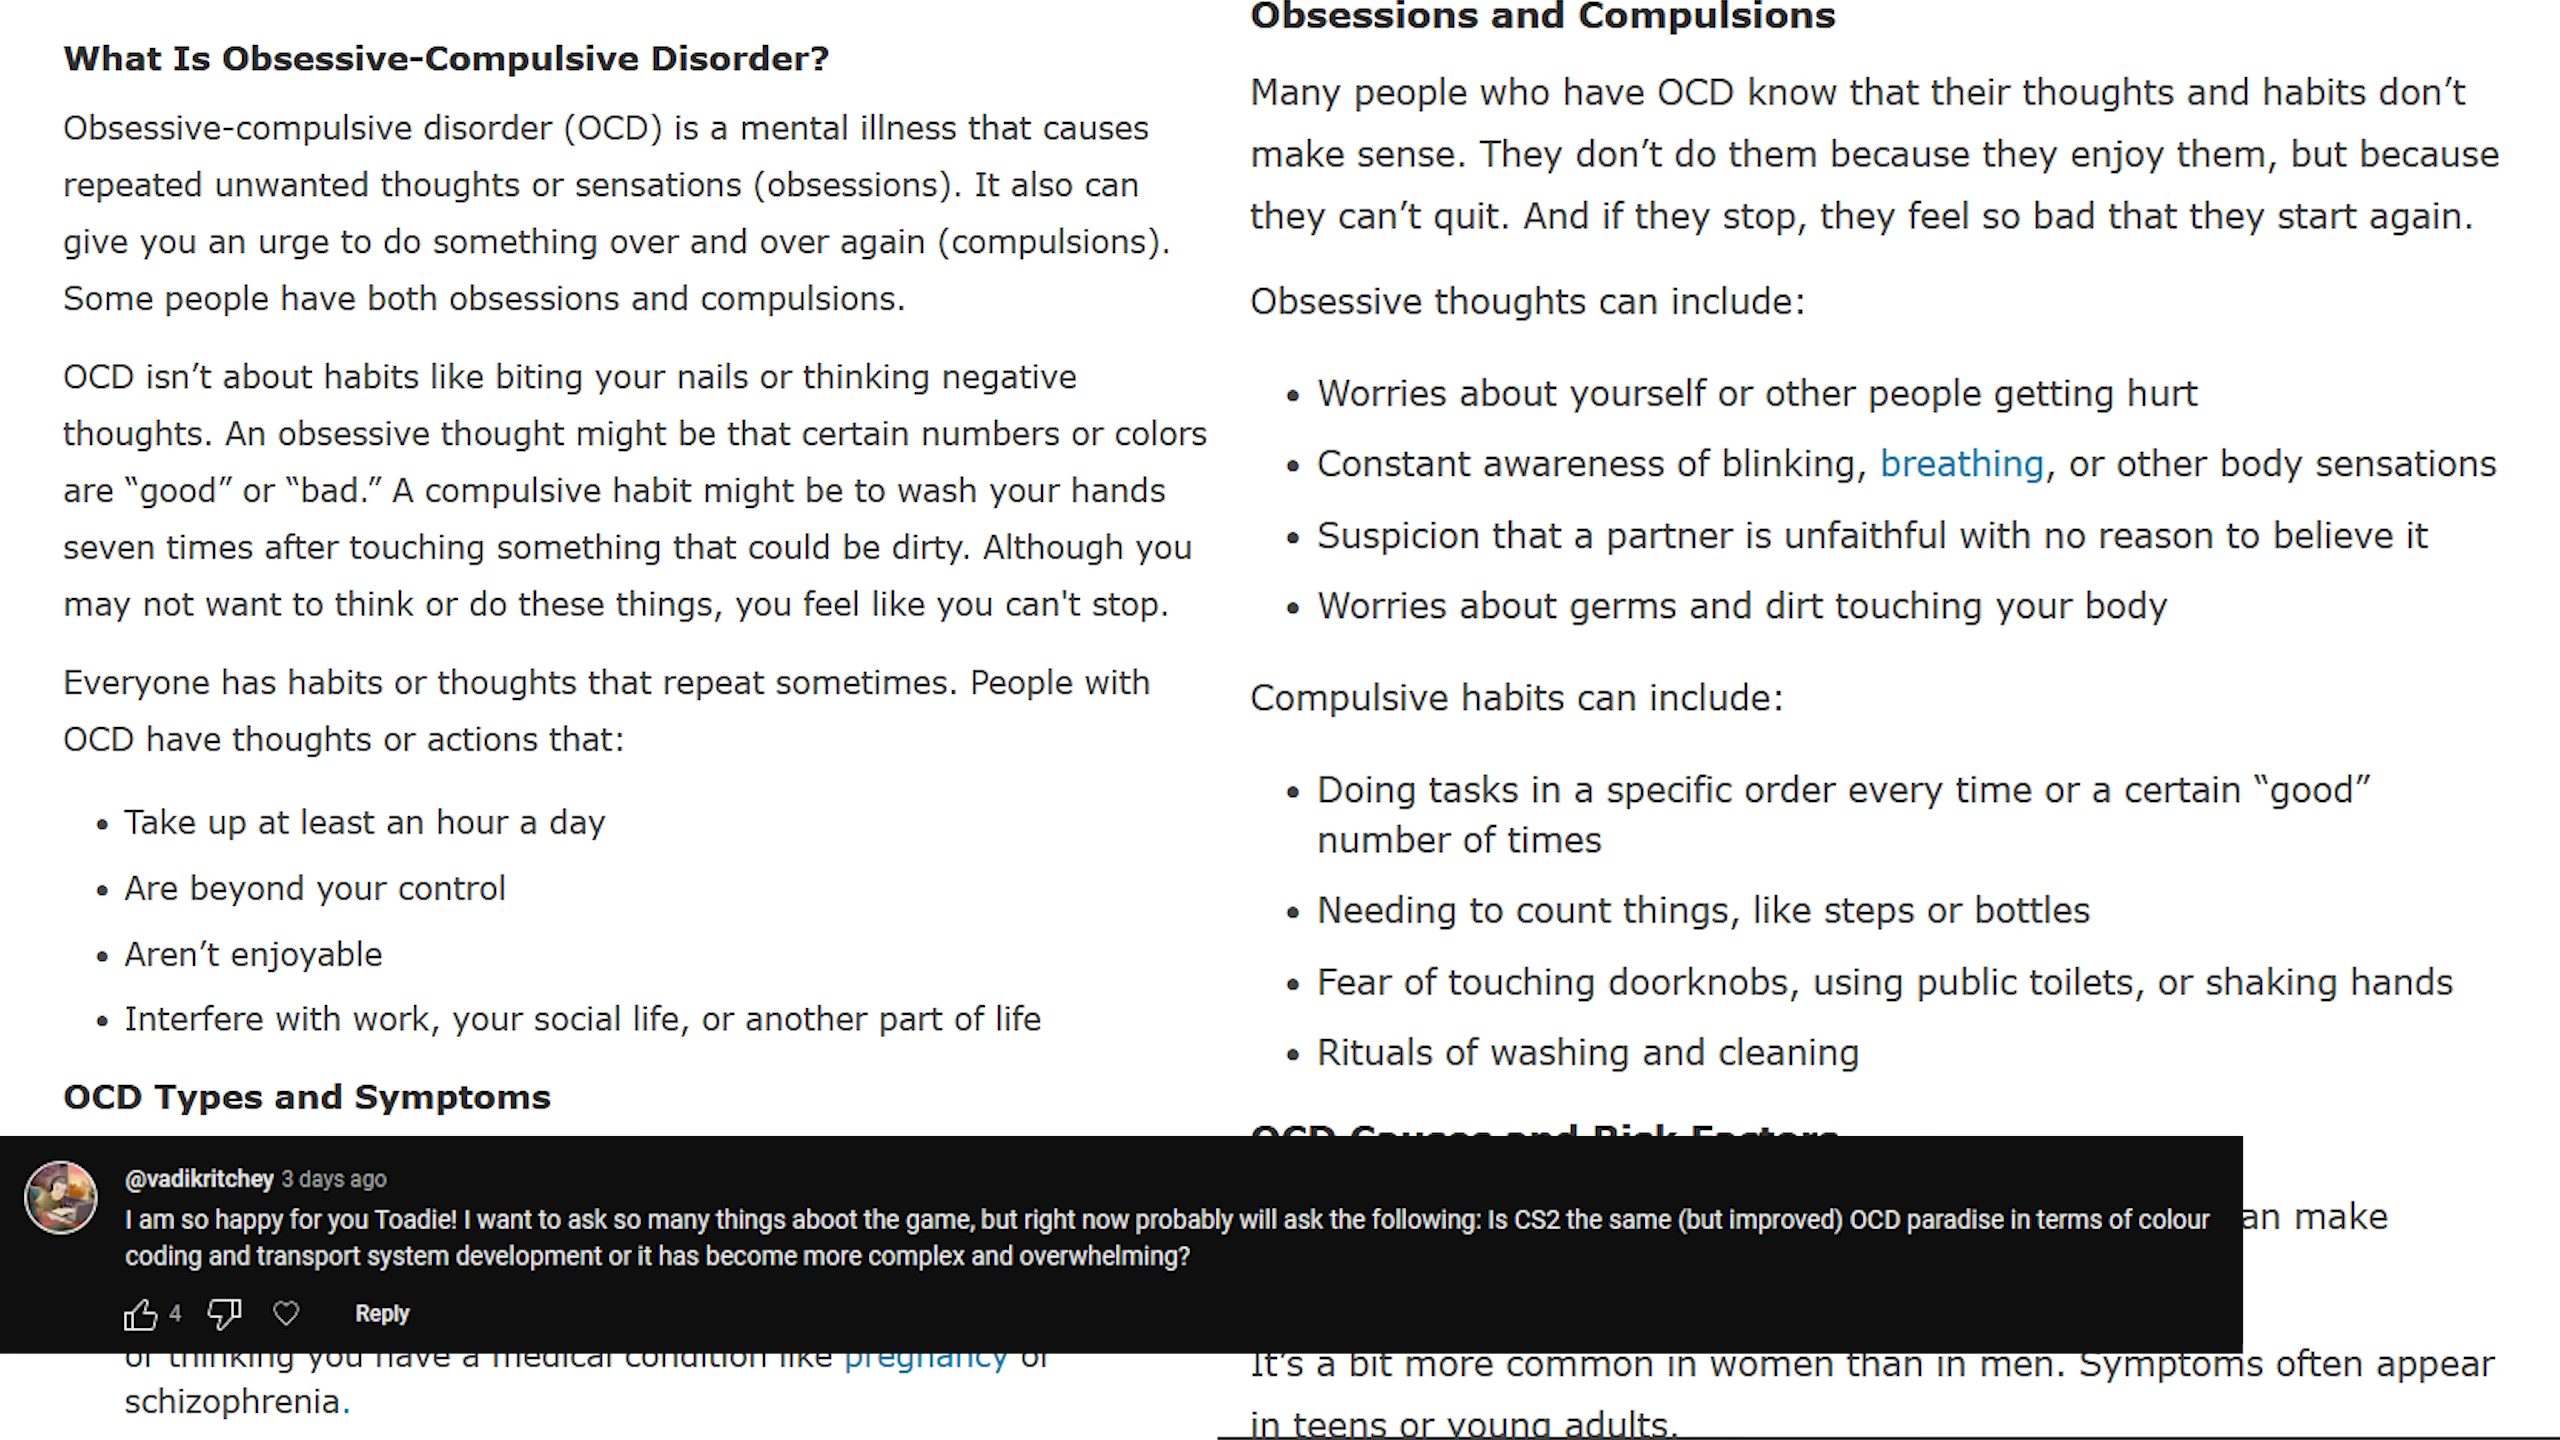 What Is Obsessive-Compulsive Disorder?
Obsessive-compulsive disorder (OCD) is a mental illness that causes
repeated unwanted thoughts or sensations (obsessions). It also can
give you an urge to do something over and over again (compulsions).
Some people have both obsessions and compulsions.
OCD isn’t about habits like biting your nails or thinking negative
thoughts. An obsessive thought might be that certain numbers or colors
are “good” or “bad.” A compulsive habit might be to wash your hands
seven times after touching something that could be dirty. Although you
may not want to think or do these things, you feel like you can't stop.
Everyone has habits or thoughts that repeat sometimes. People with
OCD have thoughts or actions that:
• Take up at least an hour a day
• Are beyond your control
• Aren’t enjoyable
• Interfere with work, your social life, or another part of life
OCD Types and Symptoms
or thinking you have a medical condition like pregnancy or
schizophrenia.
Obsessions and Compulsions
Many people who have OCD know that their thoughts and habits don’t
make sense. They don’t do them because they enjoy them, but because
they can’t quit. And if they stop, they feel so bad that they start again.
Obsessive thoughts can include:
• Worries about yourself or other people getting hurt
• Constant awareness of blinking, breathing, or other body sensations
• Suspicion that a partner is unfaithful with no reason to believe it
• Worries about germs and dirt touching your body
Compulsive habits can include:
• Doing tasks in a specific order every time or a certain “good”
number of times
• Needing to count things, like steps or bottles
• Fear of touching doorknobs, using public toilets, or shaking hands
• Rituals of washing and cleaning
OCD Causes and Risk Factors
an make
It’s a bit more common in women than in men. Symptoms often appear
in teens or young adults.
@vadikritchey 3 days ago
I am so happy for you Toadie! I want to ask so many things aboot the game, but right now probably will ask the following: Is CS2 the same (but improved) OCD paradise in terms of colour
coding and transport system development or it has become more complex and overwhelming?
4 Reply